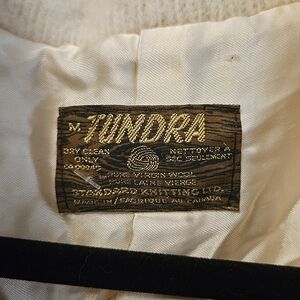 M TUNDRA
DRY CLEAN ONLY
NETTOYER A SEC SEULEMENT
PURE VIRGIN WOOL
PURE LAINE VIERGE
STANDARD KNITTING LTD.
MADE IN/FABRIQUE AU CANADA